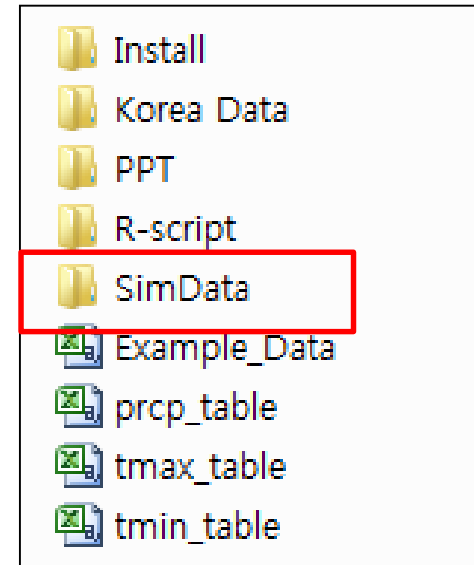 Install
Korea Data
PPT
R-script
SimData
Example_Data
prcp_table
tmax_table
tmin_table